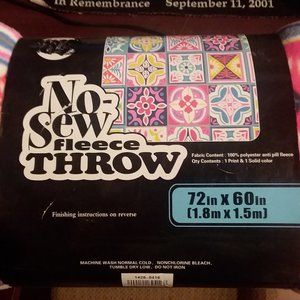 In Remembrance September 11, 2001
No-
Sew
fleece
THROW
Fabric Content : 100% polyester anti pill fleece
Qty Contents : 1 Print & 1 Solid color
72in X 60in
(1.8m x 1.5m)
Finishing instructions on reverse
MACHINE WASH NORMAL COLD, NONCHLORINE BLEACH,
TUMBLE DRY LOW, DO NOT IRON